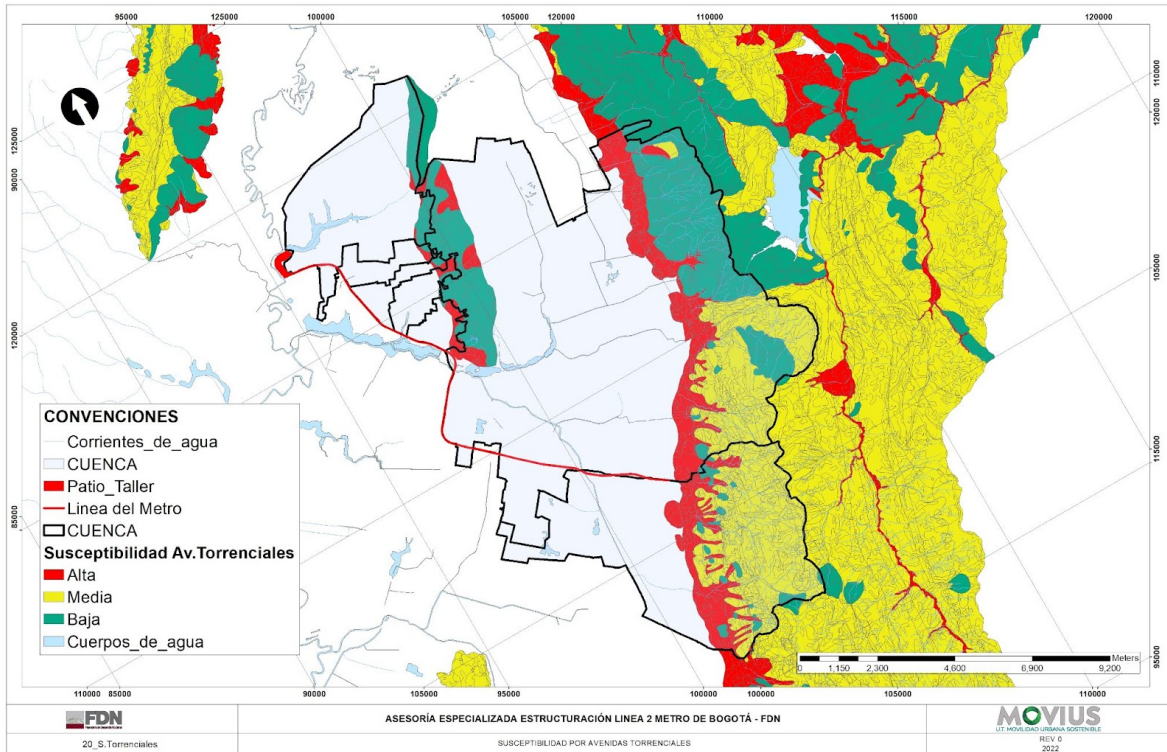 95000 125000 100000 105000 120000 110000 115000 120000
110000
120000
125000
90000
105000
120000
115000
85000
95000
CONVENCIONES
Corrientes_de_agua
CUENCA
Patio_Taller
Linea del Metro
CUENCA
Susceptibilidad Av.Torrenciales
Alta
Media
Baja
Cuerpos_de_agua
Meters
0 1,150 2,300 4,600 6,900 9,200
110000 85000 90000 105000 95000 100000 100000 105000 110000
FDN
20_S.Torrenciales
ASESORÍA ESPECIALIZADA ESTRUCTURACIÓN LINEA 2 METRO DE BOGOTÁ - FDN
SUSCEPTIBILIDAD POR AVENIDAS TORRENCIALES
MOVIUS
U.T. MOVILIDAD URBANA SOSTENIBLE
REV 0
2022